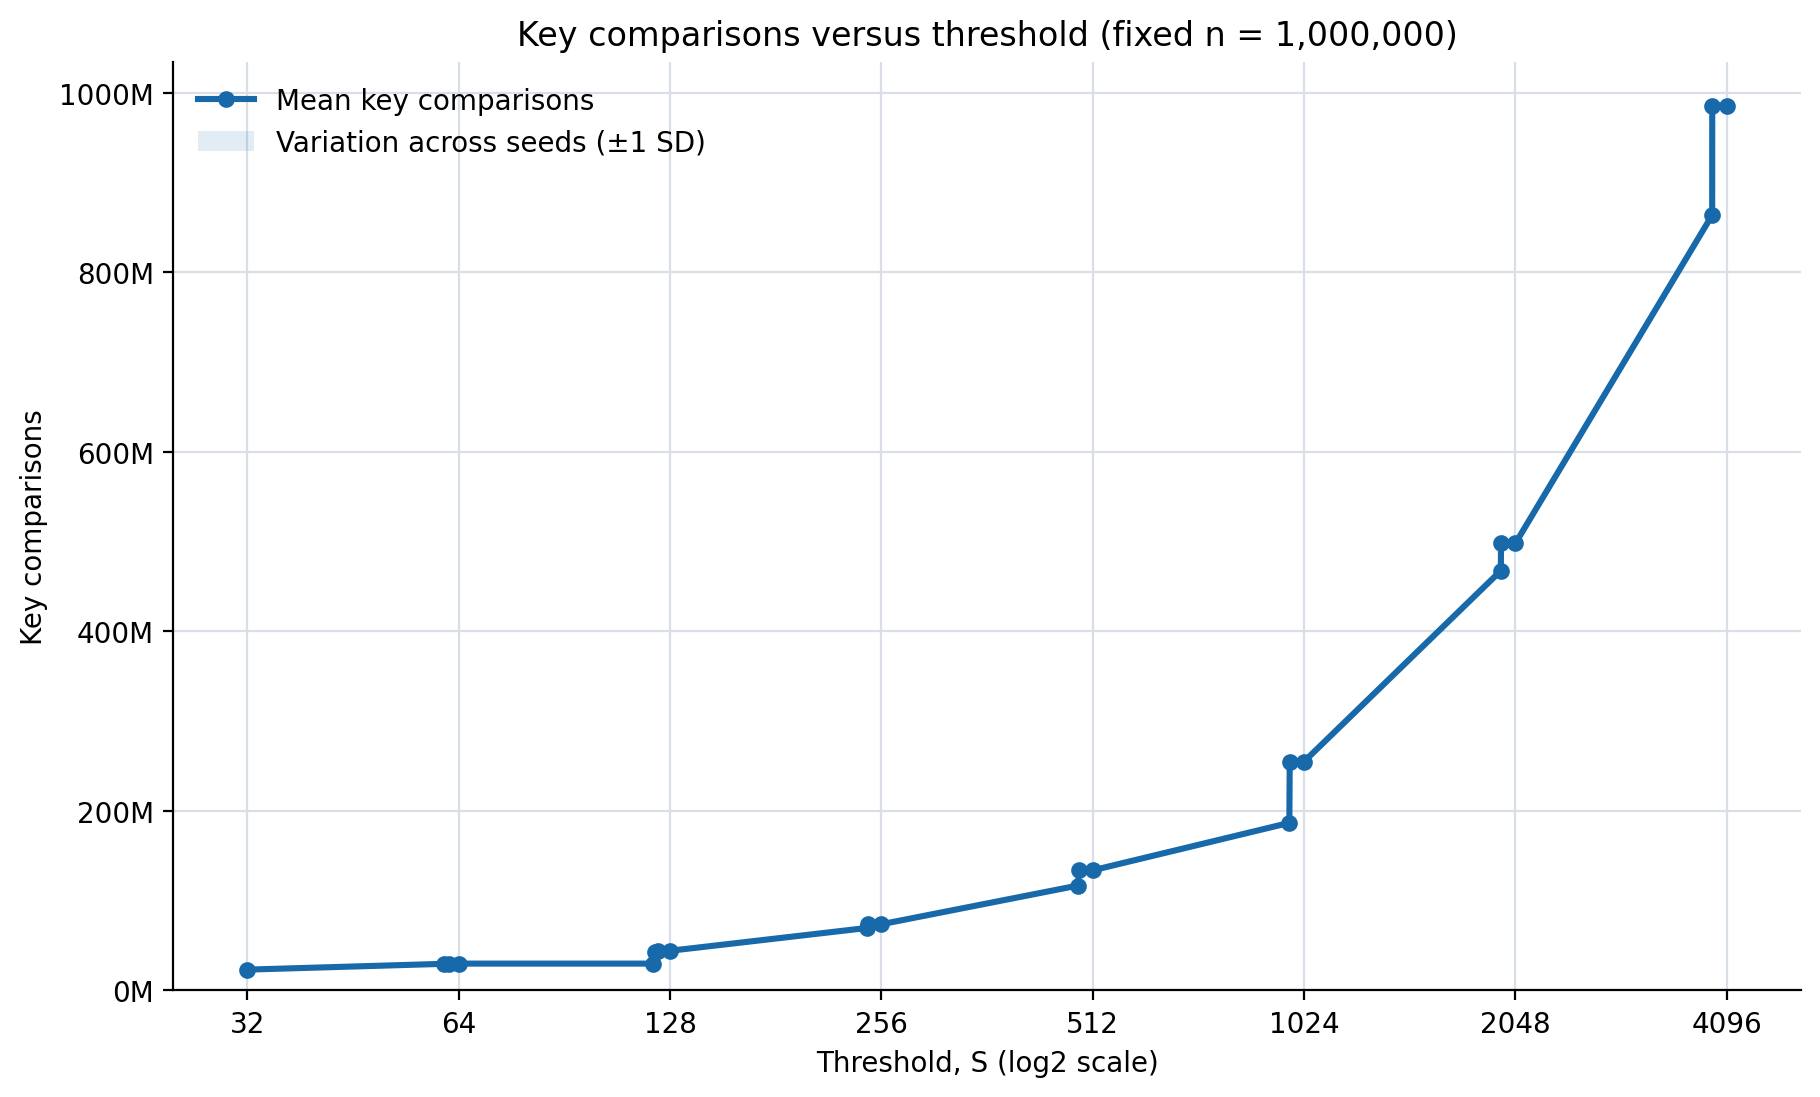 Key comparisons versus threshold (fixed n = 1,000,000)
Mean key comparisons
Variation across seeds (±1 SD)
Key comparisons
1000M
800M
600M
400M
200M
0M
32 64 128 256 512 1024 2048 4096
Threshold, S (log2 scale)